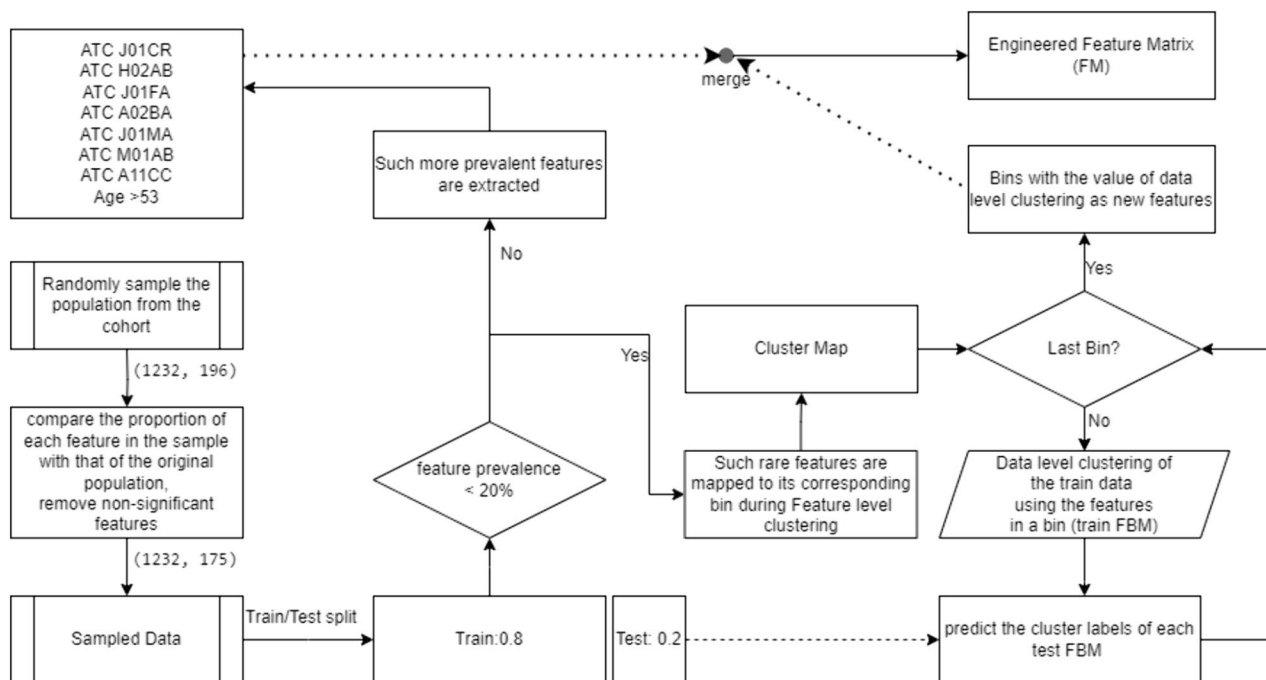 ATC J01CR
ATC H02AB
ATC J01FA
ATC A02BA
ATC J01MA
ATC M01AB
ATC A11CC
Age >53
merge
Engineered Feature Matrix
(FM)
Such more prevalent features
are extracted
Bins with the value of data
level clustering as new features
No
Yes
Randomly sample the
population from the
cohort
(1232, 196)
Yes
Cluster Map
Last Bin?
No
compare the proportion of
each feature in the sample
with that of the original
population,
remove non-significant
features
feature prevalence
< 20%
Such rare features are
mapped to its corresponding
bin during Feature level
clustering
Data level clustering of
the train data
using the features
in a bin (train FBM)
(1232, 175)
Sampled Data
Train/Test split
Train:0.8
Test: 0.2
predict the cluster labels of each
test FBM